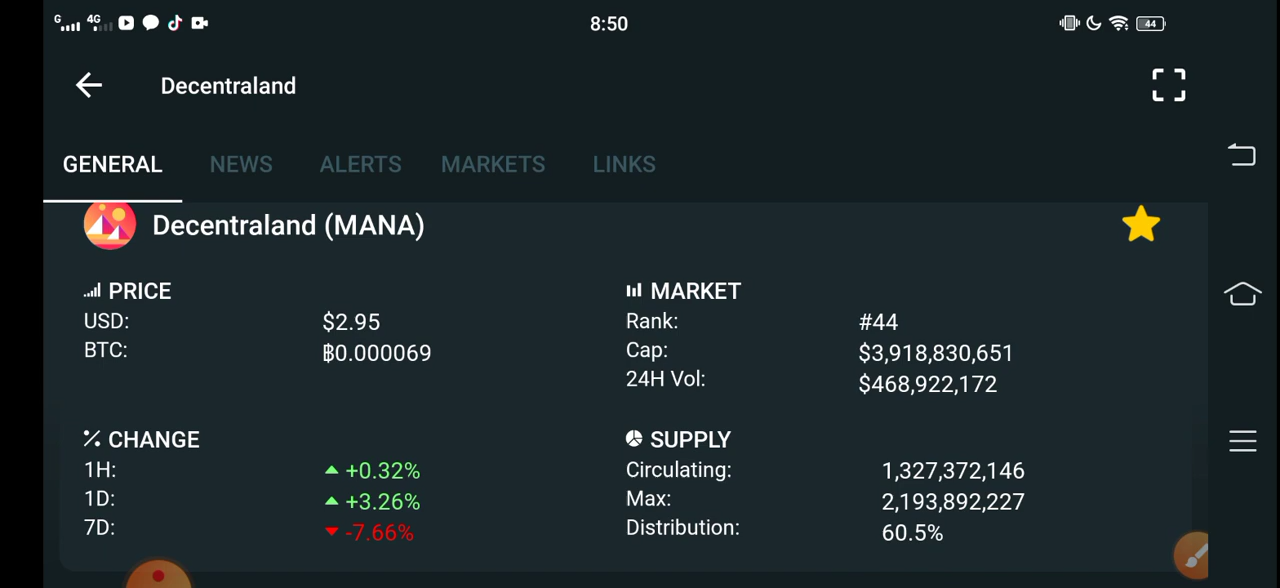 G 4G 8:50 44
Decentraland
GENERAL NEWS ALERTS MARKETS LINKS
Decentraland (MANA)
PRICE
USD: $2.95
BTC: ฿0.000069
MARKET
Rank: #44
Cap: $3,918,830,651
24H Vol: $468,922,172
CHANGE
1H: +0.32%
1D: +3.26%
7D: -7.66%
SUPPLY
Circulating: 1,327,372,146
Max: 2,193,892,227
Distribution: 60.5%